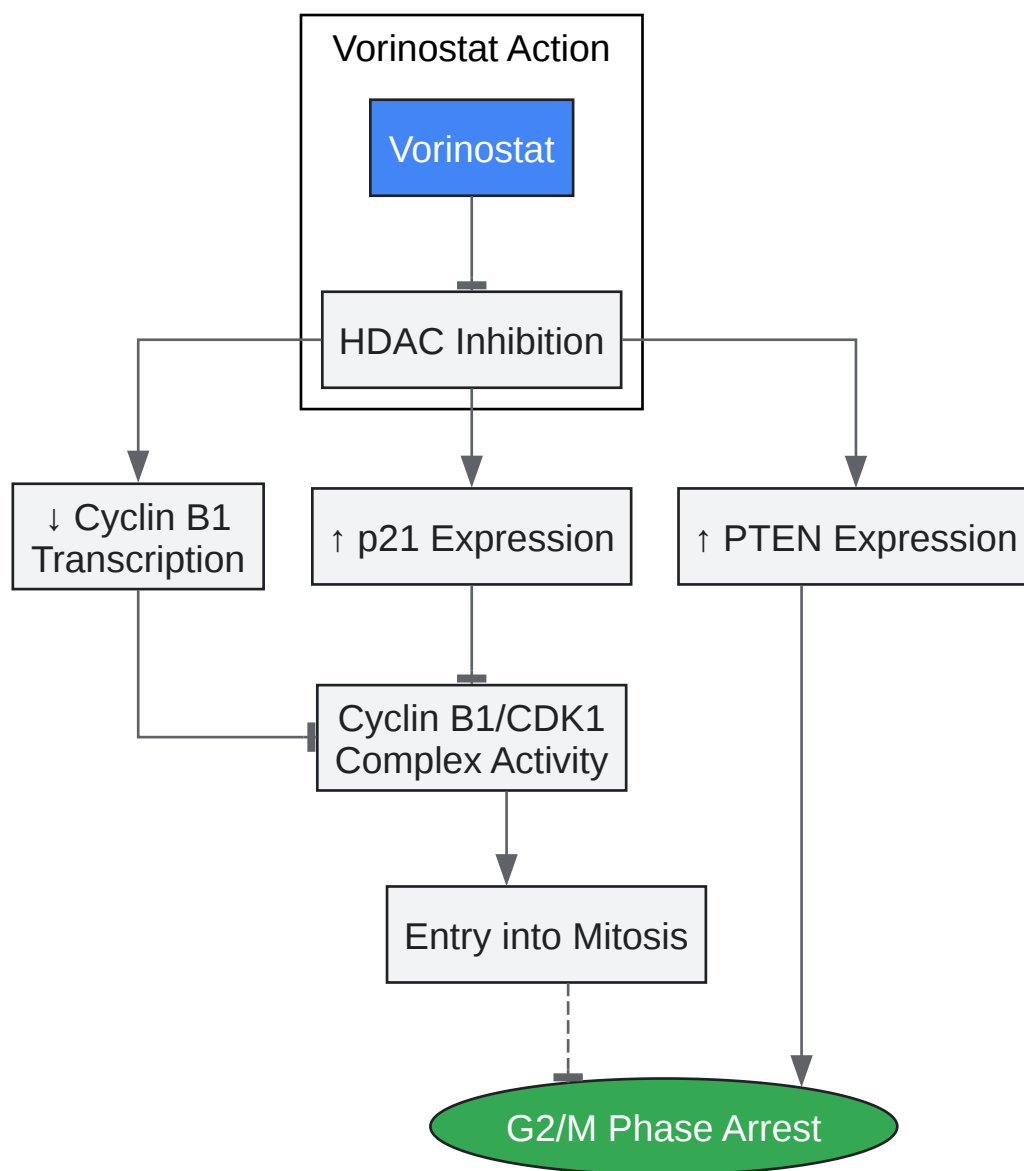 Vorinostat Action
Vorinostat
HDAC Inhibition
↓ Cyclin B1
Transcription
↑ p21 Expression
↑ PTEN Expression
Cyclin B1/CDK1
Complex Activity
Entry into Mitosis
G2/M Phase Arrest